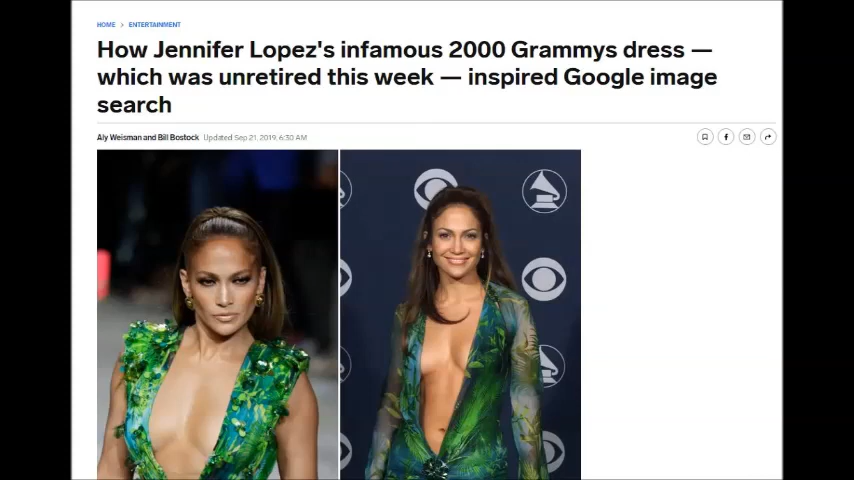 HOME > ENTERTAINMENT
How Jennifer Lopez's infamous 2000 Grammys dress —
which was unretired this week — inspired Google image
search
Aly Weisman and Bill Bostock Updated Sep 21, 2019, 6:30 AM